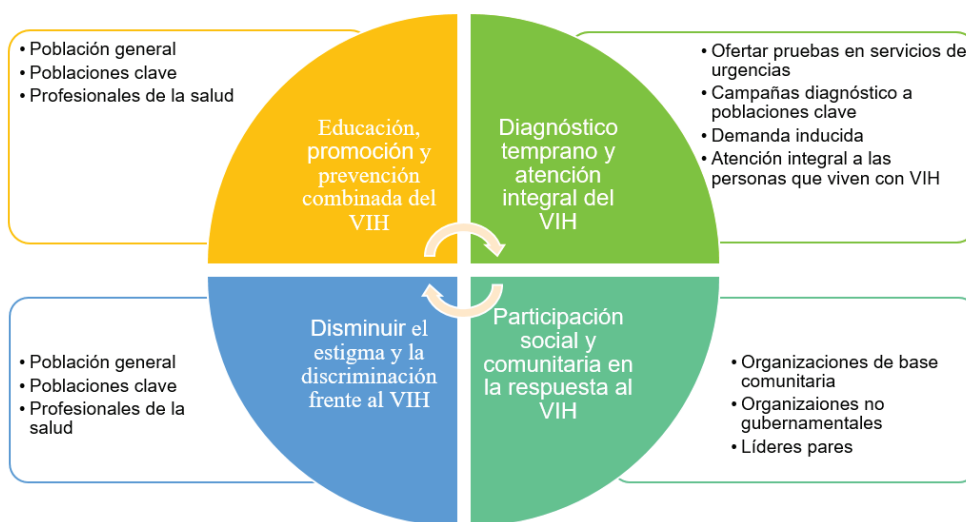 • Población general
• Poblaciones clave
• Profesionales de la salud
Educación,
promoción y
prevención
combinada del
VIH
Diagnóstico
temprano y
atención
integral del
VIH
• Ofertar pruebas en servicios de
urgencias
• Campañas diagnóstico a
poblaciones clave
• Demanda inducida
• Atención integral a las
personas que viven con VIH
• Población general
• Poblaciones clave
• Profesionales de la
salud
Disminuir el
estigma y la
discriminación
frente al VIH
Participación
social y
comunitaria en
la respuesta al
VIH
• Organizaciones de base
comunitaria
• Organizaiones no
gubernamentales
• Líderes pares